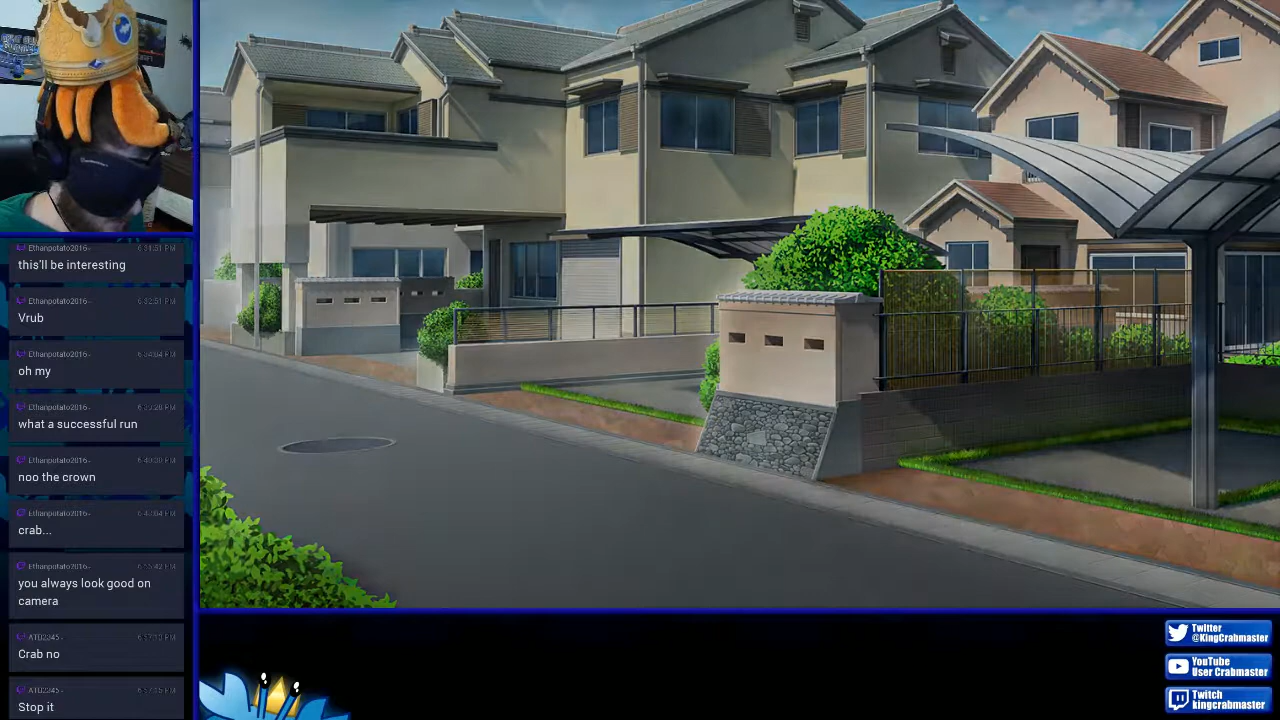 Ethanpotato2016-
this'll be interesting
Ethanpotato2016-
Vrub
Ethanpotato2016-
oh my
Ethanpotato2016-
what a successful run
Ethanpotato2016-
noo the crown
Ethanpotato2016-
crab...
Ethanpotato2016-
you always look good on
camera
Crab no
Stop it
Twitter
@KingCrabmaster
YouTube
User Crabmaster
Twitch
kingcrabmaster